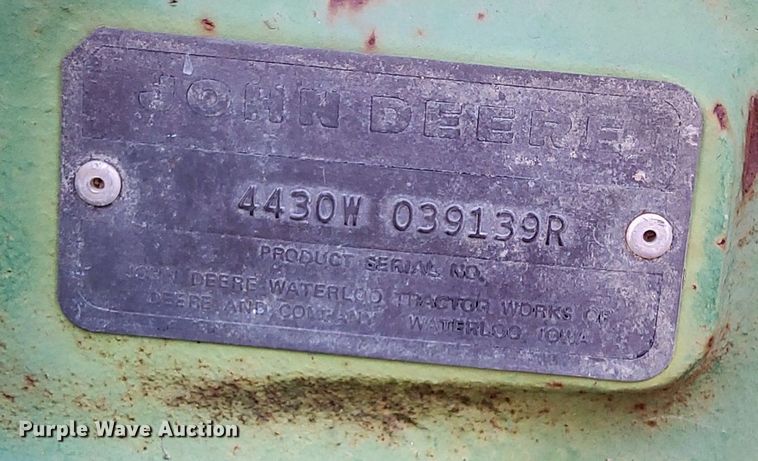 JOHN DEERE
4430W 039139R
PRODUCT SERIAL NO.
JOHN DEERE WATERLOO TRACTOR WORKS OF
DEERE AND COMPANY WATERLOO, IOWA
Purple Wave Auction